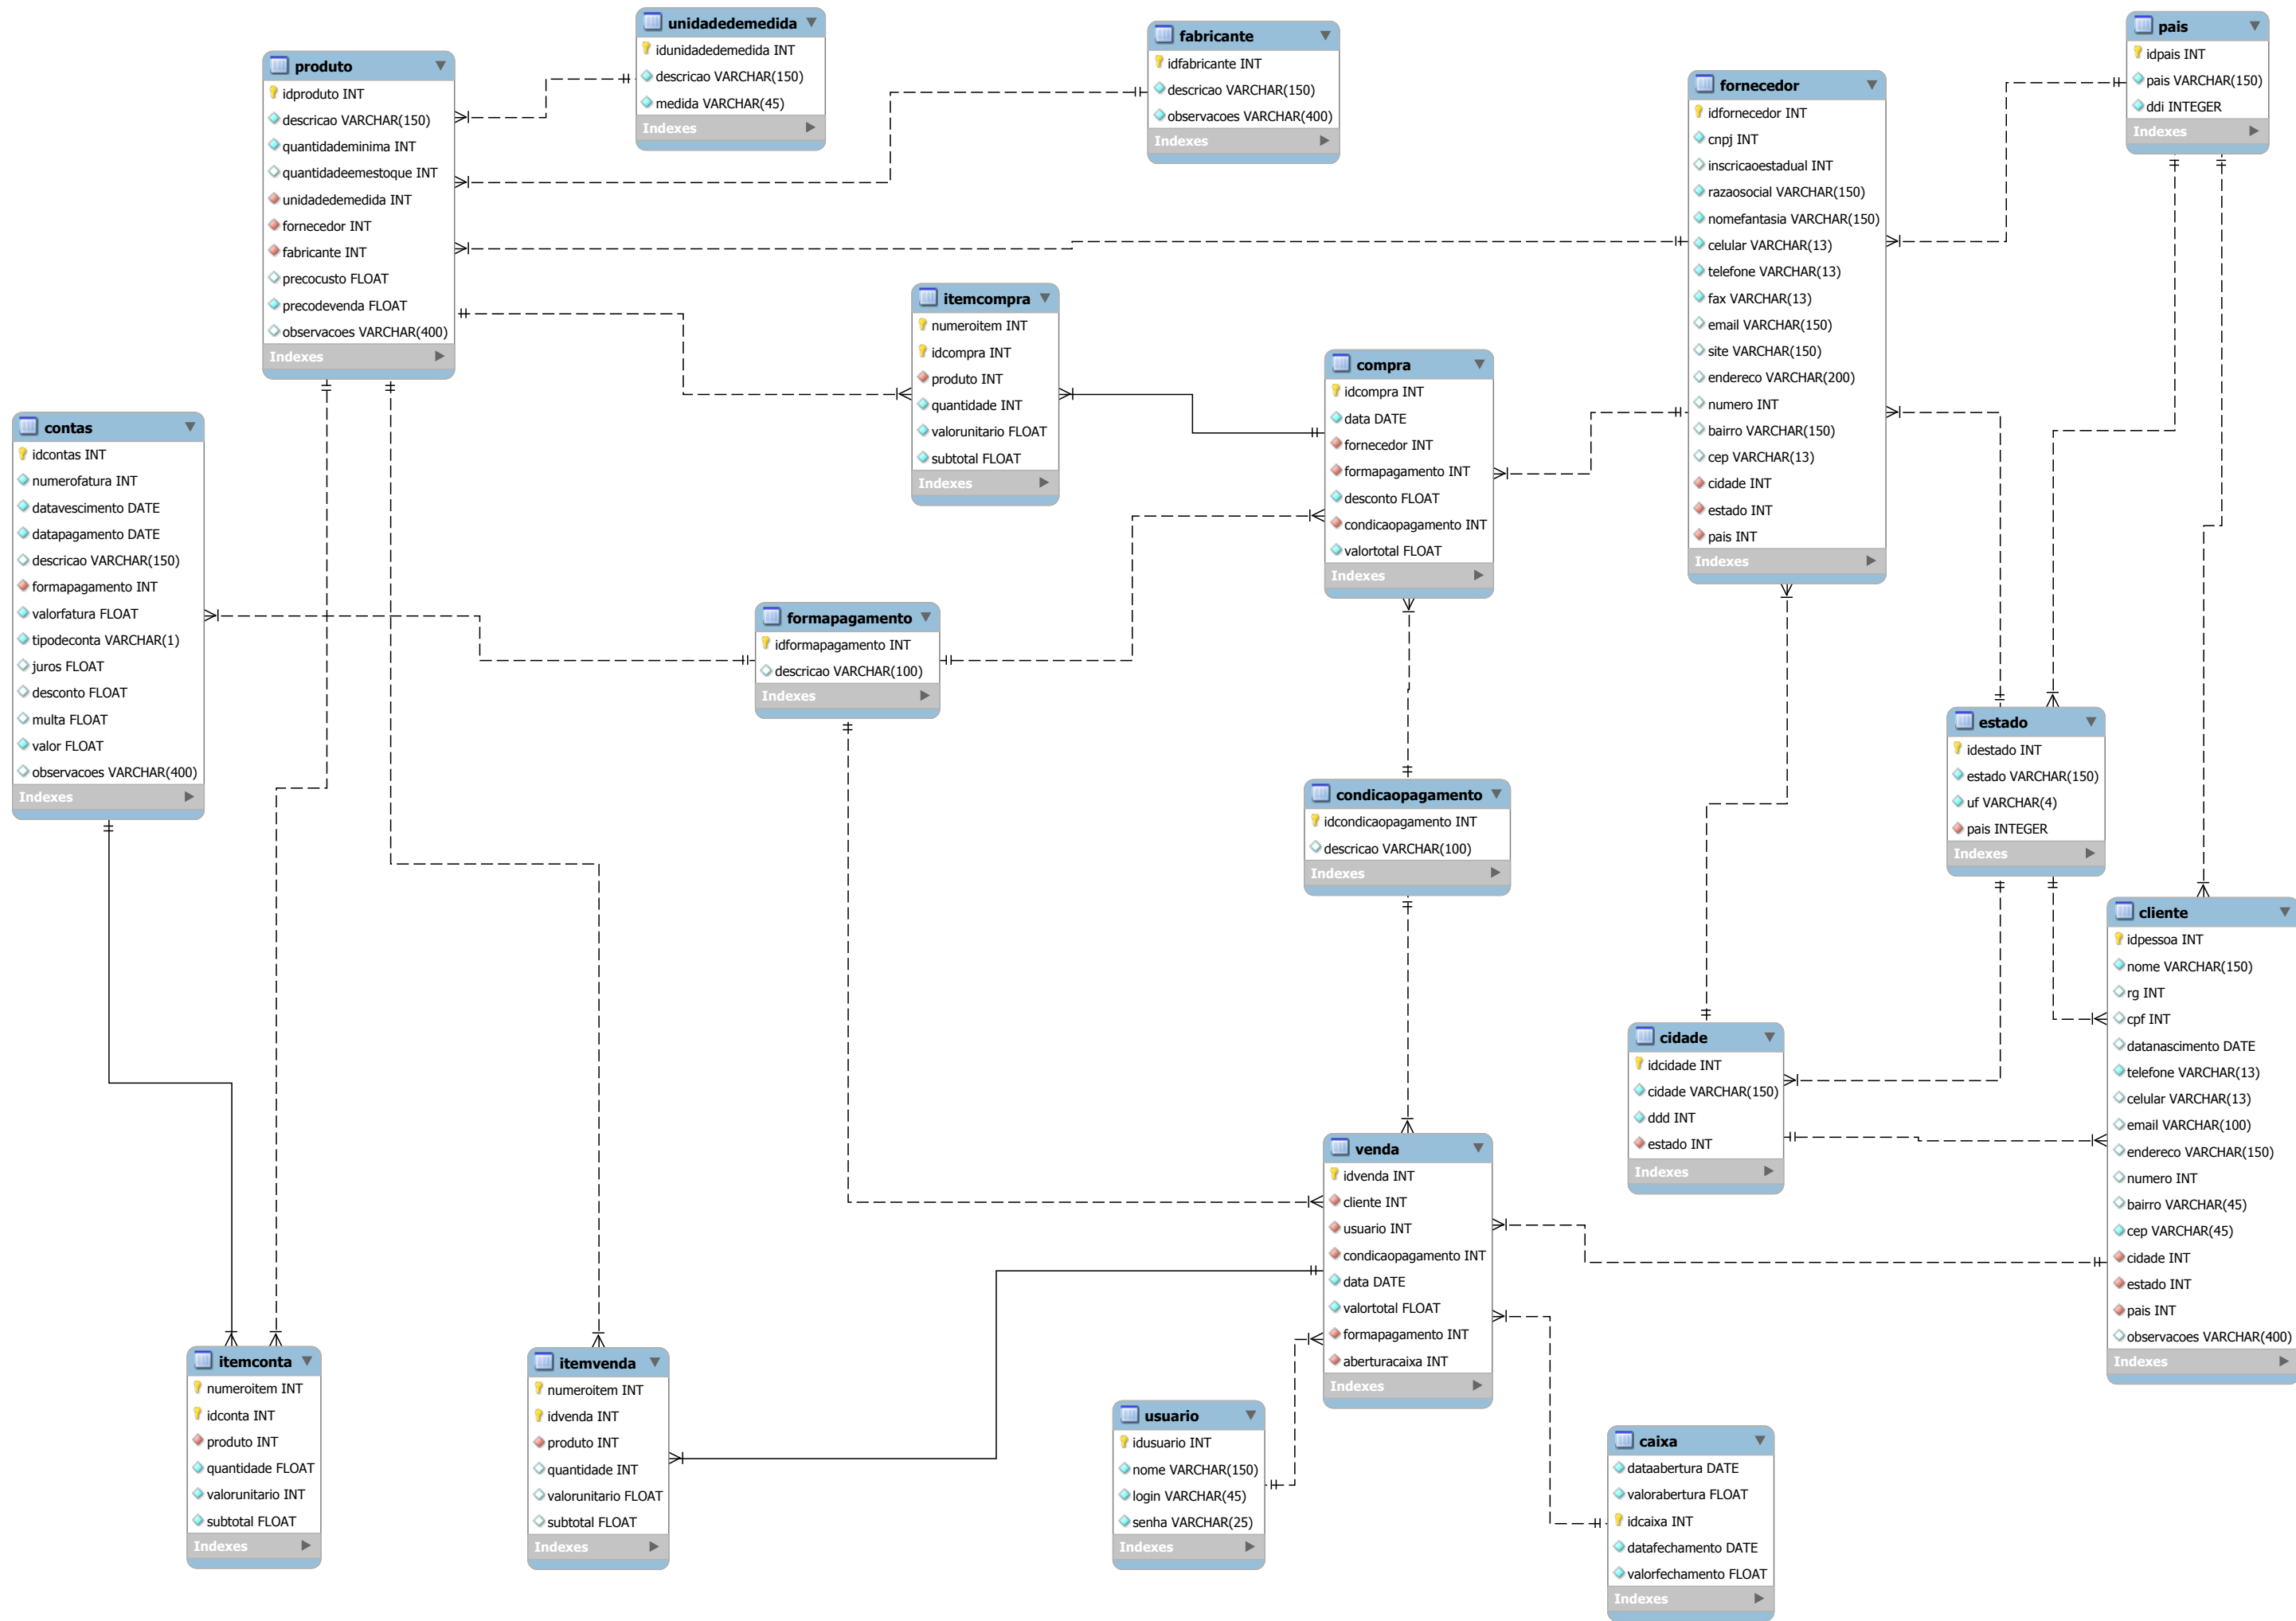 unidadedemedida
idunidadedemedida INT
descricao VARCHAR(150)
medida VARCHAR(45)
Indexes
fabricante
idfabricante INT
descricao VARCHAR(150)
observacoes VARCHAR(400)
Indexes
pais
idpais INT
pais VARCHAR(150)
ddi INTEGER
Indexes
produto
idproduto INT
descricao VARCHAR(150)
quantidademinima INT
quantidadeemestoque INT
unidadedemedida INT
fornecedor INT
fabricante INT
precocusto FLOAT
precodevenda FLOAT
observacoes VARCHAR(400)
Indexes
fornecedor
idfornecedor INT
cnpj INT
inscricaoestadual INT
razaosocial VARCHAR(150)
nomefantasia VARCHAR(150)
celular VARCHAR(13)
telefone VARCHAR(13)
fax VARCHAR(13)
email VARCHAR(150)
site VARCHAR(150)
endereco VARCHAR(200)
numero INT
bairro VARCHAR(150)
cep VARCHAR(13)
cidade INT
estado INT
pais INT
Indexes
itemcompra
numeroitem INT
idcompra INT
produto INT
quantidade INT
valorunitario FLOAT
subtotal FLOAT
Indexes
compra
idcompra INT
data DATE
fornecedor INT
formapagamento INT
desconto FLOAT
condicaopagamento INT
valortotal FLOAT
Indexes
contas
idcontas INT
numerofatura INT
datavescimento DATE
datapagamento DATE
descricao VARCHAR(150)
formapagamento INT
valorfatura FLOAT
tipodeconta VARCHAR(1)
juros FLOAT
desconto FLOAT
multa FLOAT
valor FLOAT
observacoes VARCHAR(400)
Indexes
formapagamento
idformapagamento INT
descricao VARCHAR(100)
Indexes
condicaopagamento
idcondicaopagamento INT
descricao VARCHAR(100)
Indexes
estado
idestado INT
estado VARCHAR(150)
uf VARCHAR(4)
pais INTEGER
Indexes
cliente
idpessoa INT
nome VARCHAR(150)
rg INT
cpf INT
datanascimento DATE
telefone VARCHAR(13)
celular VARCHAR(13)
email VARCHAR(100)
endereco VARCHAR(150)
numero INT
bairro VARCHAR(45)
cep VARCHAR(45)
cidade INT
estado INT
pais INT
observacoes VARCHAR(400)
Indexes
cidade
idcidade INT
cidade VARCHAR(150)
ddd INT
estado INT
Indexes
venda
idvenda INT
cliente INT
usuario INT
condicaopagamento INT
data DATE
valortotal FLOAT
formapagamento INT
aberturacaixa INT
Indexes
itemconta
numeroitem INT
idconta INT
produto INT
quantidade FLOAT
valorunitario INT
subtotal FLOAT
Indexes
itemvenda
numeroitem INT
idvenda INT
produto INT
quantidade INT
valorunitario FLOAT
subtotal FLOAT
Indexes
usuario
idusuario INT
nome VARCHAR(150)
login VARCHAR(45)
senha VARCHAR(25)
Indexes
caixa
dataabertura DATE
valorabertura FLOAT
idcaixa INT
datafechamento DATE
valorfechamento FLOAT
Indexes